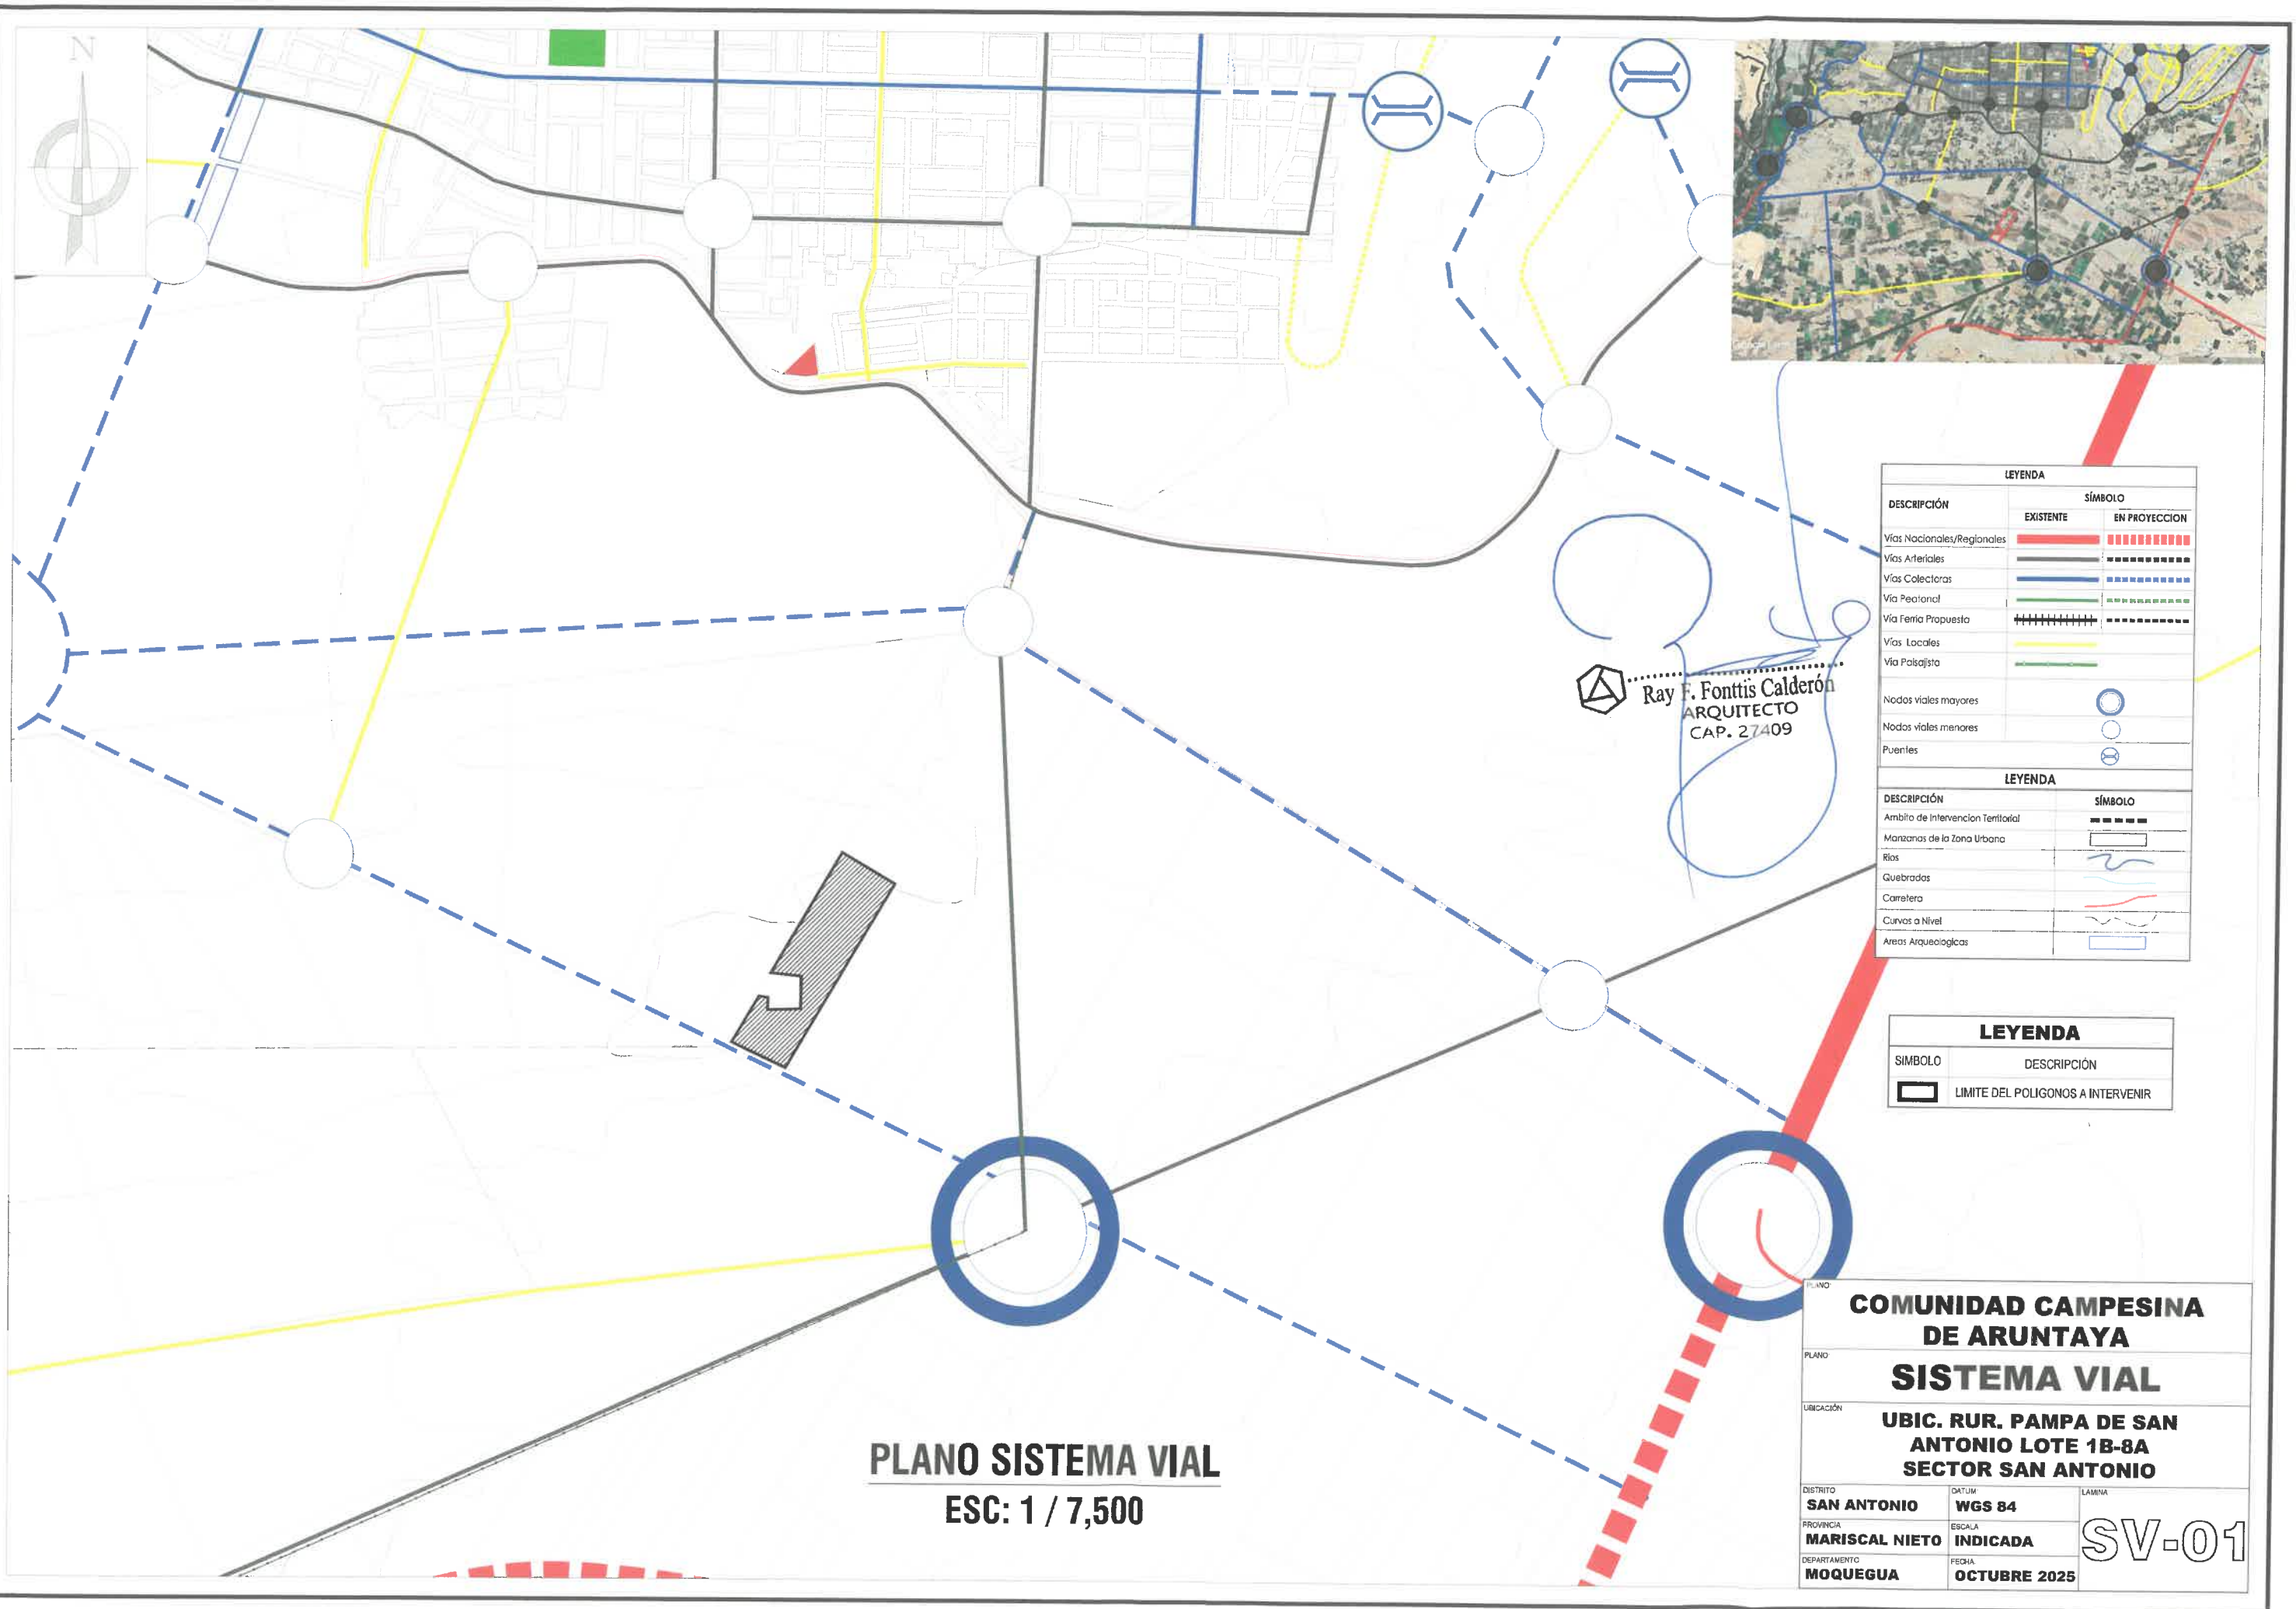 N
LEYENDA
DESCRIPCIÓN
SÍMBOLO
EXISTENTE
EN PROYECCION
Vías Nacionales/Regionales
Vías Arteriales
Vías Colectoras
Vía Peatonal
Vía Ferria Propuesta
Vías Locales
Vía Paisajista
Nodos viales mayores
Nodos viales menores
Puentes
LEYENDA
DESCRIPCIÓN
SÍMBOLO
Ambito de Intervencion Territorial
Manzanas de la Zona Urbana
Rios
Quebradas
Carretera
Curvas a Nivel
Areas Arqueologicas
Ray F. Fonttis Calderón
ARQUITECTO
CAP. 27409
LEYENDA
SIMBOLO
DESCRIPCIÓN
LIMITE DEL POLIGONOS A INTERVENIR
PLANO SISTEMA VIAL
ESC: 1 / 7,500
PLANO:
COMUNIDAD CAMPESINA
DE ARUNTAYA
PLANO
SISTEMA VIAL
UBICACIÓN
UBIC. RUR. PAMPA DE SAN
ANTONIO LOTE 1B-8A
SECTOR SAN ANTONIO
DISTRITO
SAN ANTONIO
DATUM
WGS 84
LAMINA
SV-01
PROVINCIA
MARISCAL NIETO
ESCALA
INDICADA
DEPARTAMENTO
MOQUEGUA
FECHA
OCTUBRE 2025